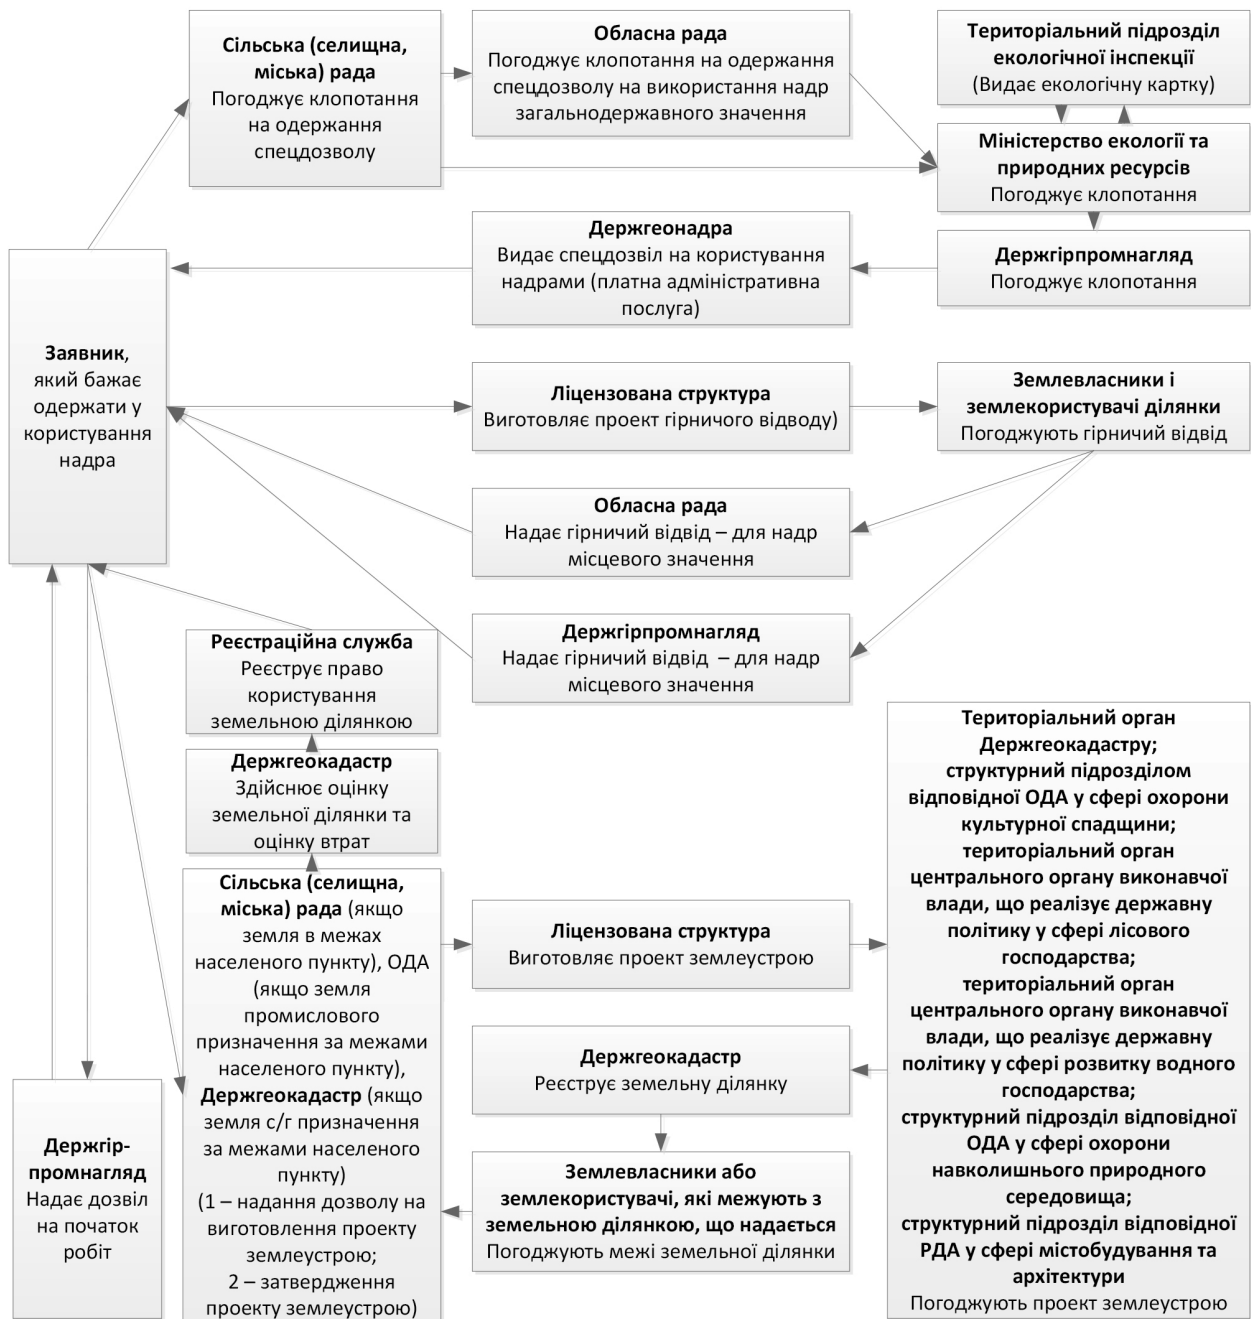 Сільська (селищна,
міська) рада
Погоджує клопотання
на одержання
спецдозволу
Обласна рада
Погоджує клопотання на одержання
спецдозволу на використання надр
загальнодержавного значення
Територіальний підрозділ
екологічної інспекції
(Видає екологічну картку)
Міністерство екології та
природних ресурсів
Погоджує клопотання
Держгеонадра
Видає спецдозвіл на користування
надрами (платна адміністративна
послуга)
Держгірпромнагляд
Погоджує клопотання
Заявник,
який бажає
одержати у
користування
надра
Ліцензована структура
Виготовляє проект гірничого відводу)
Землевласники і
землекористувачі ділянки
Погоджують гірничий відвід
Обласна рада
Надає гірничий відвід – для надр
місцевого значення
Держгірпромнагляд
Надає гірничий відвід – для надр
місцевого значення
Реєстраційна служба
Реєструє право
користування
земельною ділянкою
Держгеокадастр
Здійснює оцінку
земельної ділянки та
оцінку втрат
Сільська (селищна,
міська) рада (якщо
земля в межах
населеного пункту), ОДА
(якщо земля
промислового
призначення за межами
населеного пункту),
Держгеокадастр (якщо
земля с/г призначення
за межами населеного
пункту)
(1 – надання дозволу на
виготовлення проекту
землеустрою;
2 – затвердження
проекту землеустрою)
Ліцензована структура
Виготовляє проект землеустрою
Територіальний орган
Держгеокадастру;
структурний підрозділом
відповідної ОДА у сфері охорони
культурної спадщини;
територіальний орган
центрального органу виконавчої
влади, що реалізує державну
політику у сфері лісового
господарства;
територіальний орган
центрального органу виконавчої
влади, що реалізує державну
політику у сфері розвитку водного
господарства;
структурний підрозділ відповідної
ОДА у сфері охорони
навколишнього природного
середовища;
структурний підрозділ відповідної
РДА у сфері містобудування та
архітектури
Погоджують проект землеустрою
Держгеокадастр
Реєструє земельну ділянку
Землевласники або
землекористувачі, які межують з
земельною ділянкою, що надається
Погоджують межі земельної ділянки
Держгір-
промнагляд
Надає дозвіл
на початок
робіт